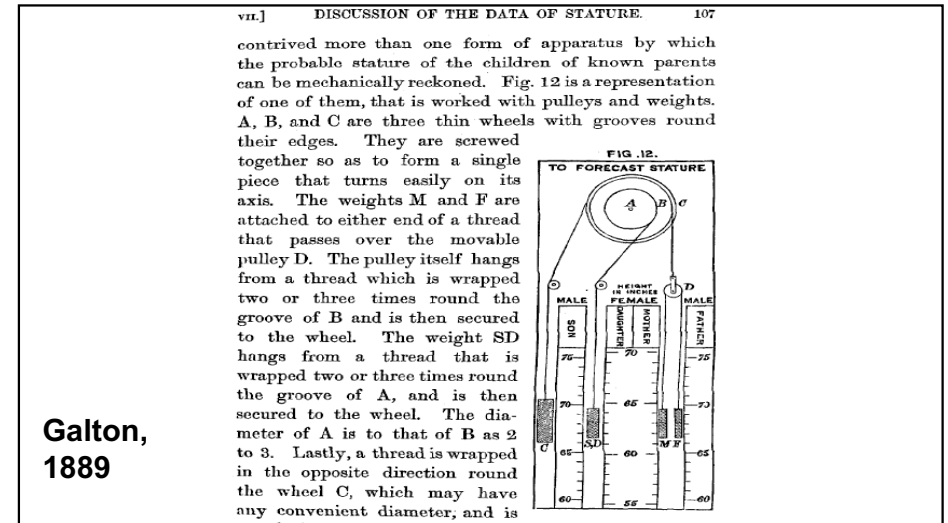 VII.] DISCUSSION OF THE DATA OF STATURE. 107
contrived more than one form of apparatus by which
the probable stature of the children of known parents
can be mechanically reckoned. Fig. 12 is a representation
of one of them, that is worked with pulleys and weights.
A, B, and C are three thin wheels with grooves round
their edges. They are screwed
together so as to form a single
piece that turns easily on its
axis. The weights M and F are
attached to either end of a thread
that passes over the movable
pulley D. The pulley itself hangs
from a thread which is wrapped
two or three times round the
groove of B and is then secured
to the wheel. The weight SD
hangs from a thread that is
wrapped two or three times round
the groove of A, and is then
secured to the wheel. The dia-
meter of A is to that of B as 2
to 3. Lastly, a thread is wrapped
in the opposite direction round
the wheel C, which may have
any convenient diameter, and is
FIG.12.
TO FORECAST STATURE
A B C
D
HEIGHT
IN INCHES
MALE FEMALE MALE
SON DAUGHTER MOTHER FATHER
75 70 75
70 65
C S,D M F
65 60 65
60 55 60
Galton,
1889